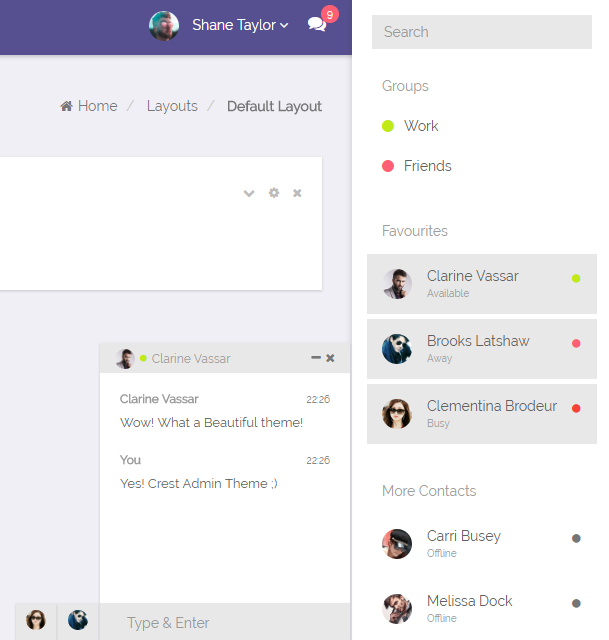 Shane Taylor
9
Home / Layouts / Default Layout
Clarine Vassar
Clarine Vassar 22:26
Wow! What a Beautiful theme!
You 22:26
Yes! Crest Admin Theme ;)
Type & Enter
Search
Groups
Work
Friends
Favourites
Clarine Vassar
Available
Brooks Latshaw
Away
Clementina Brodeur
Busy
More Contacts
Carri Busey
Offline
Melissa Dock
Offline